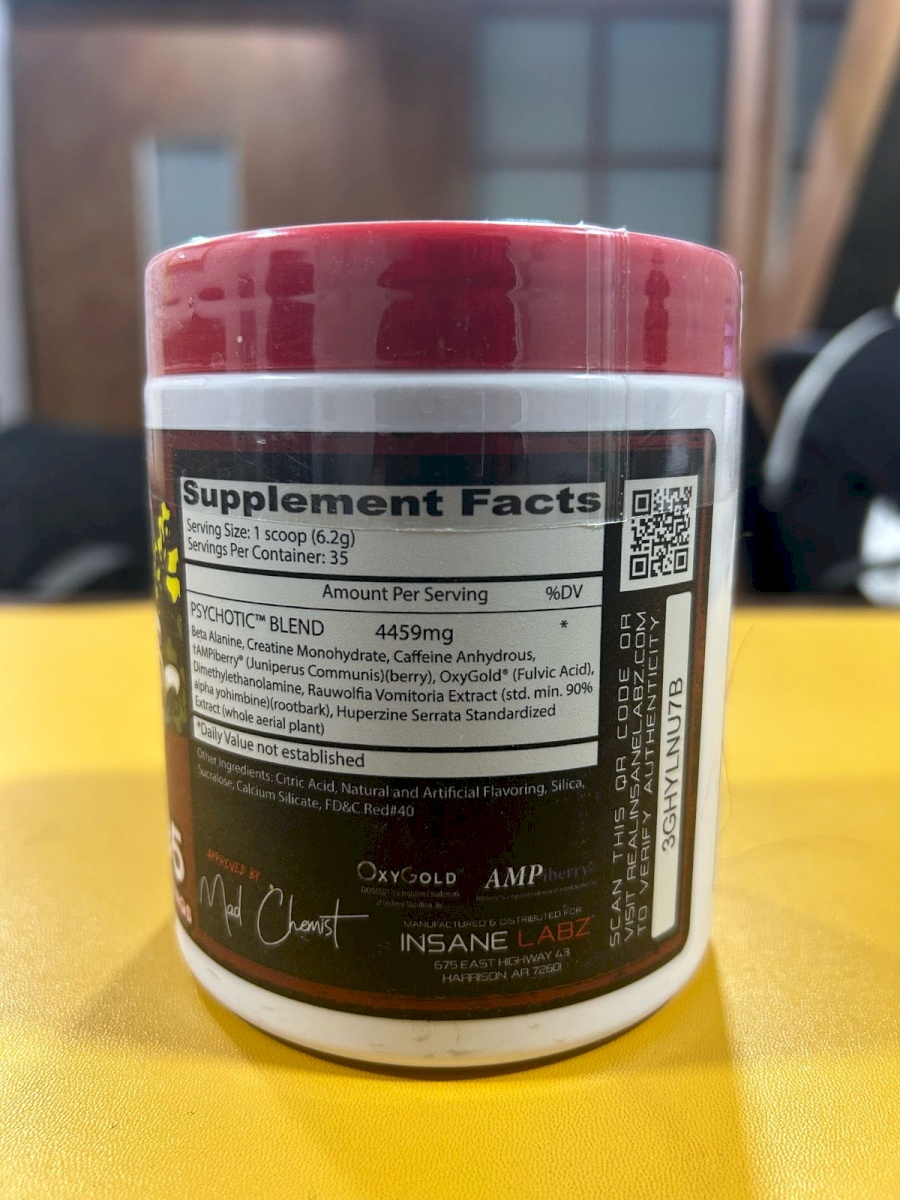 Supplement Facts
Serving Size: 1 scoop (6.2g)
Servings Per Container: 35
Amount Per Serving %DV
PSYCHOTIC™ BLEND 4459mg *
Beta Alanine, Creatine Monohydrate, Caffeine Anhydrous,
†AMPiberry® (Juniperus Communis)(berry), OxyGold® (Fulvic Acid),
Dimethylethanolamine, Rauwolfia Vomitoria Extract (std. min. 90%
alpha yohimbine)(rootbark), Huperzine Serrata Standardized
Extract (whole aerial plant)
*Daily Value not established
Other Ingredients: Citric Acid, Natural and Artificial Flavoring, Silica,
Sucralose, Calcium Silicate, FD&C Red#40
APPROVED BY
Mad Chemist
OXYGOLD
AMPiberry
MANUFACTURED & DISTRIBUTED FOR
INSANE LABZ
675 EAST HIGHWAY 43
HARRISON, AR 72601
SCAN THIS QR CODE OR
VISIT REALINSANELABZ.COM
TO VERIFY AUTHENTICITY
3GHYLNU7B
5